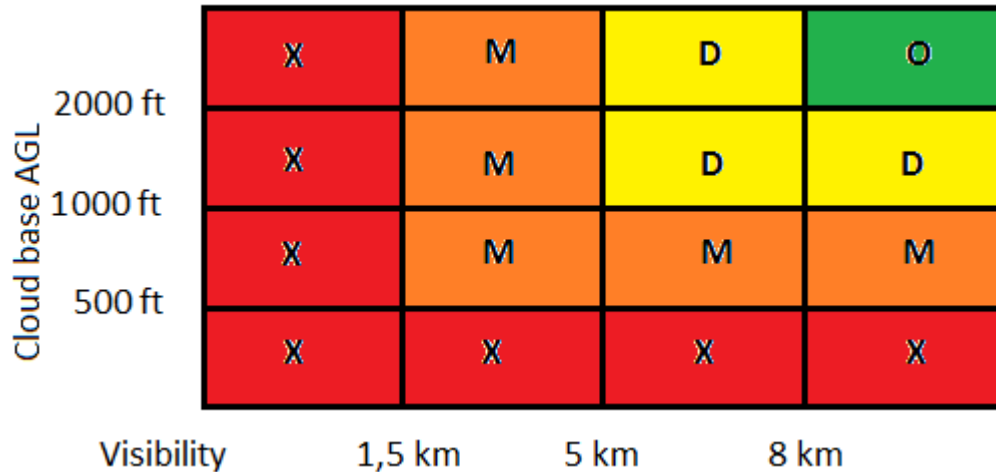 X M D O
2000 ft
X M D D
1000 ft
X M M M
500 ft
X X X X
Cloud base AGL
Visibility 1,5 km 5 km 8 km